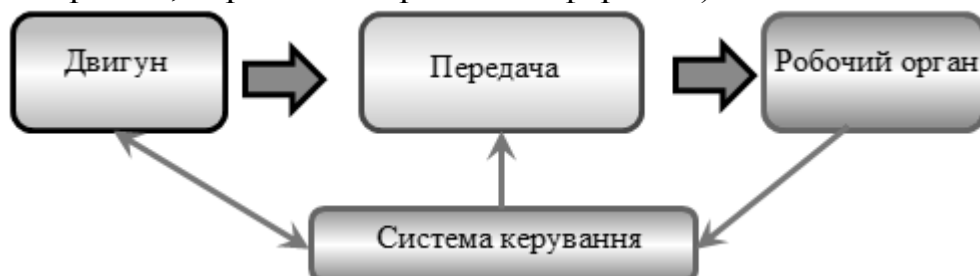 Двигун
Передача
Робочий орган
Система керування